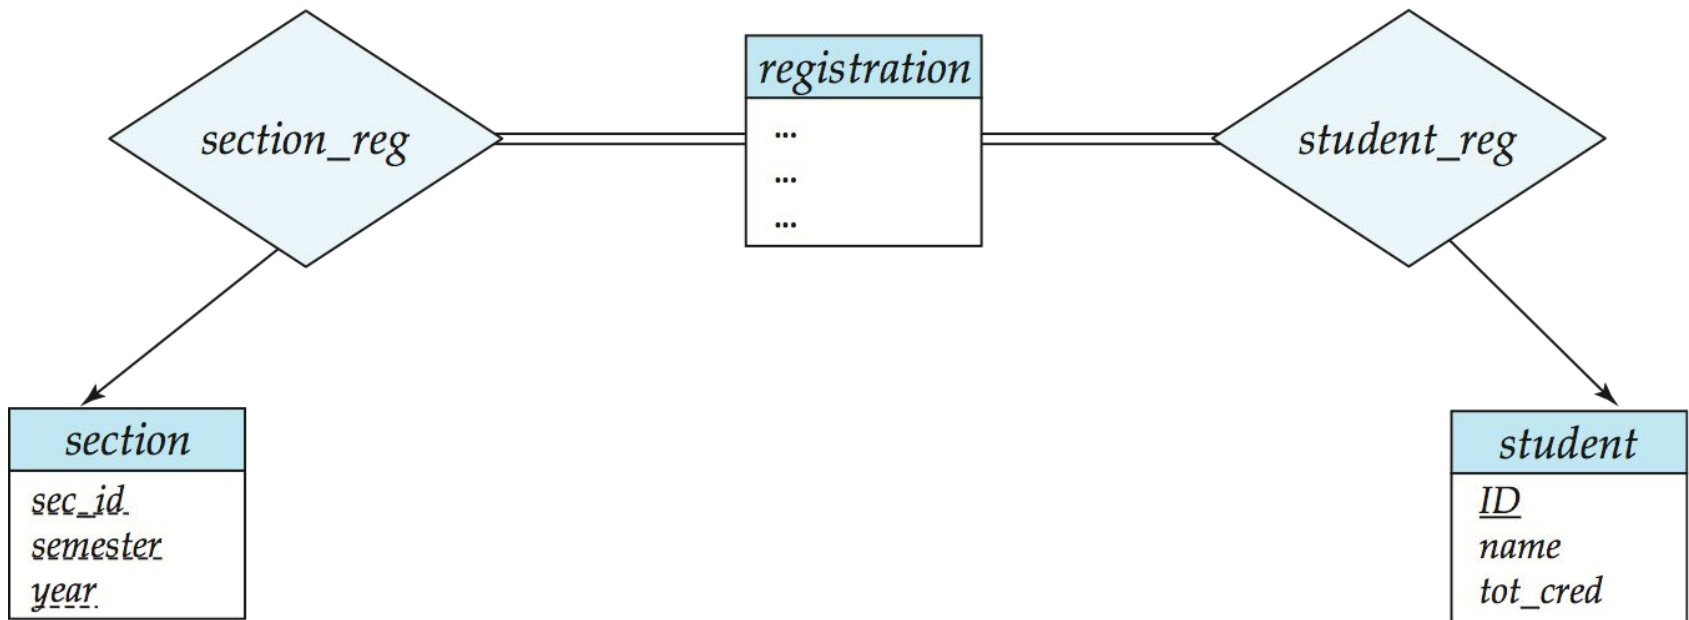 section_reg
registration
...
...
...
student_reg
section
sec_id
semester
year
student
ID
name
tot_cred